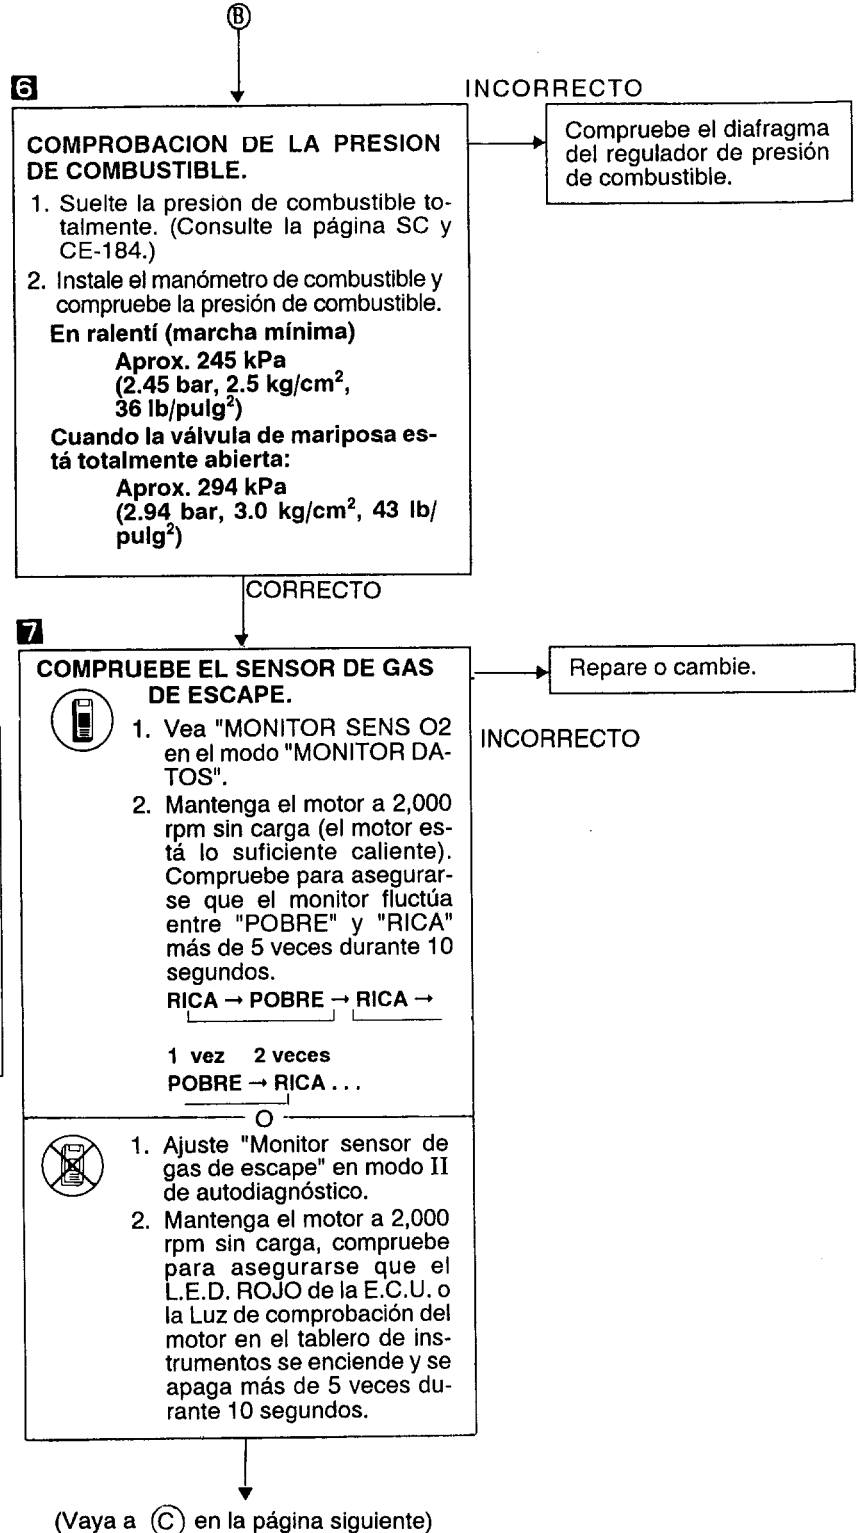 B
6
INCORRECTO
COMPROBACION DE LA PRESION
DE COMBUSTIBLE.
1. Suelte la presion de combustible to-
talmente. (Consulte la página SC y
CE-184.)
2. Instale el manómetro de combustible y
compruebe la presión de combustible.
En ralentí (marcha mínima)
Aprox. 245 kPa
(2.45 bar, 2.5 kg/cm²,
36 lb/pulg²)
Cuando la válvula de mariposa es-
tá totalmente abierta:
Aprox. 294 kPa
(2.94 bar, 3.0 kg/cm², 43 lb/
pulg²)
Compruebe el diafragma
del regulador de presión
de combustible.
CORRECTO
7
COMPRUEBE EL SENSOR DE GAS
DE ESCAPE.
1. Vea "MONITOR SENS O2
en el modo "MONITOR DA-
TOS".
2. Mantenga el motor a 2,000
rpm sin carga (el motor es-
tá lo suficiente caliente).
Compruebe para asegurar-
se que el monitor fluctúa
entre "POBRE" y "RICA"
más de 5 veces durante 10
segundos.
RICA → POBRE → RICA →
1 vez 2 veces
POBRE → RICA . . .
Repare o cambie.
INCORRECTO
O
1. Ajuste "Monitor sensor de
gas de escape" en modo II
de autodiagnóstico.
2. Mantenga el motor a 2,000
rpm sin carga, compruebe
para asegurarse que el
L.E.D. ROJO de la E.C.U. o
la Luz de comprobación del
motor en el tablero de ins-
trumentos se enciende y se
apaga más de 5 veces du-
rante 10 segundos.
(Vaya a C en la página siguiente)